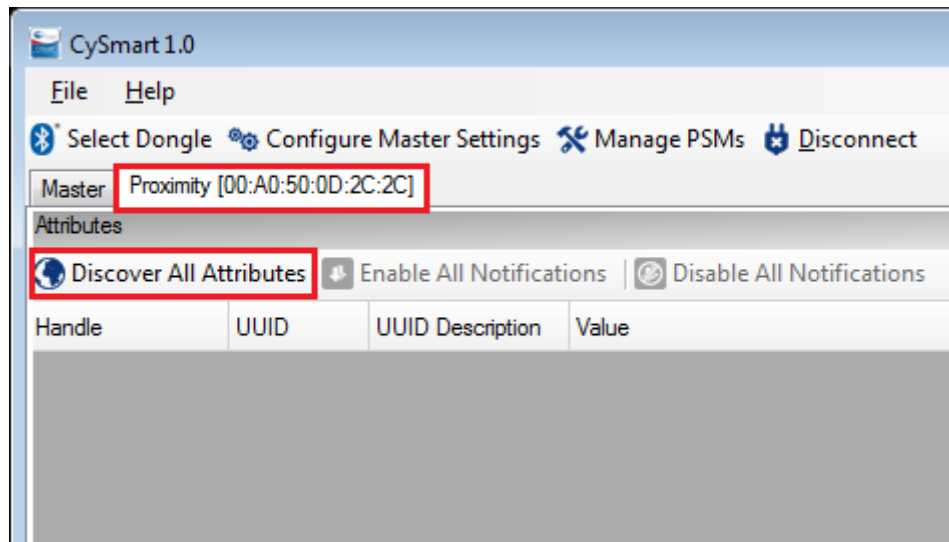 CySmart 1.0
File Help
Select Dongle Configure Master Settings Manage PSMs Disconnect
Master Proximity [00:A0:50:0D:2C:2C]
Attributes
Discover All Attributes Enable All Notifications Disable All Notifications
Handle UUID UUID Description Value